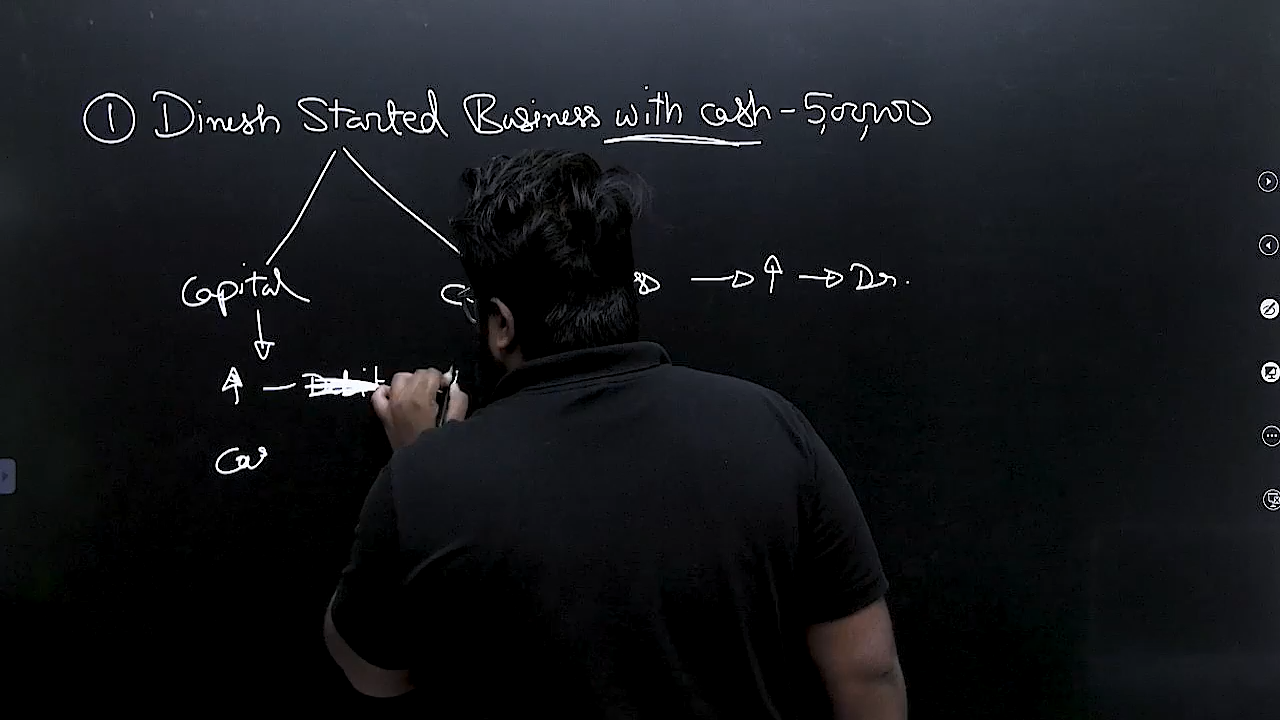 ① Dinesh Started Business with cash - 5,00,000
Capital → ↑ → Dr.
↑ —